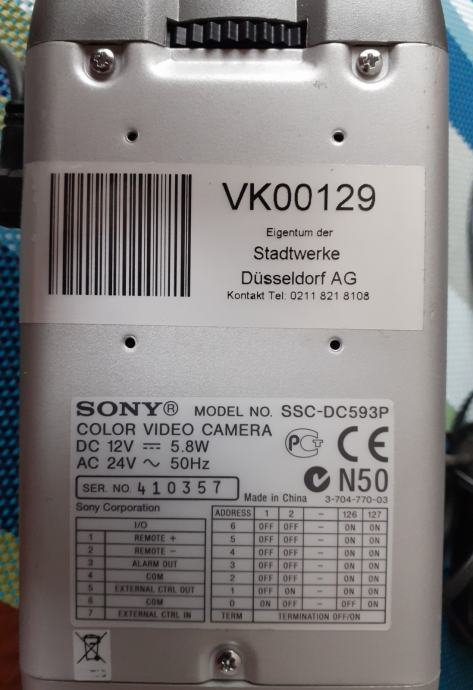 VK00129
Eigentum der
Stadtwerke
Düsseldorf AG
Kontakt Tel: 0211 821 8108
SONY® MODEL NO. SSC-DC593P
COLOR VIDEO CAMERA
DC 12V ⎓ 5.8W
AC 24V ～ 50Hz
PCT CE
SER. NO. 410357
N50
Made in China 3-704-770-03
Sony Corporation
I/O
1 REMOTE +
2 REMOTE –
3 ALARM OUT
4 COM
5 EXTERNAL CTRL OUT
6 COM
7 EXTERNAL CTRL IN
ADDRESS 1 2 – 126 127
6 OFF OFF – ON ON
5 OFF OFF – ON ON
4 OFF OFF – ON ON
3 OFF OFF – ON ON
2 OFF OFF – ON ON
1 OFF ON – ON ON
0 ON OFF – OFF ON
TERM TERMINATION OFF/ON